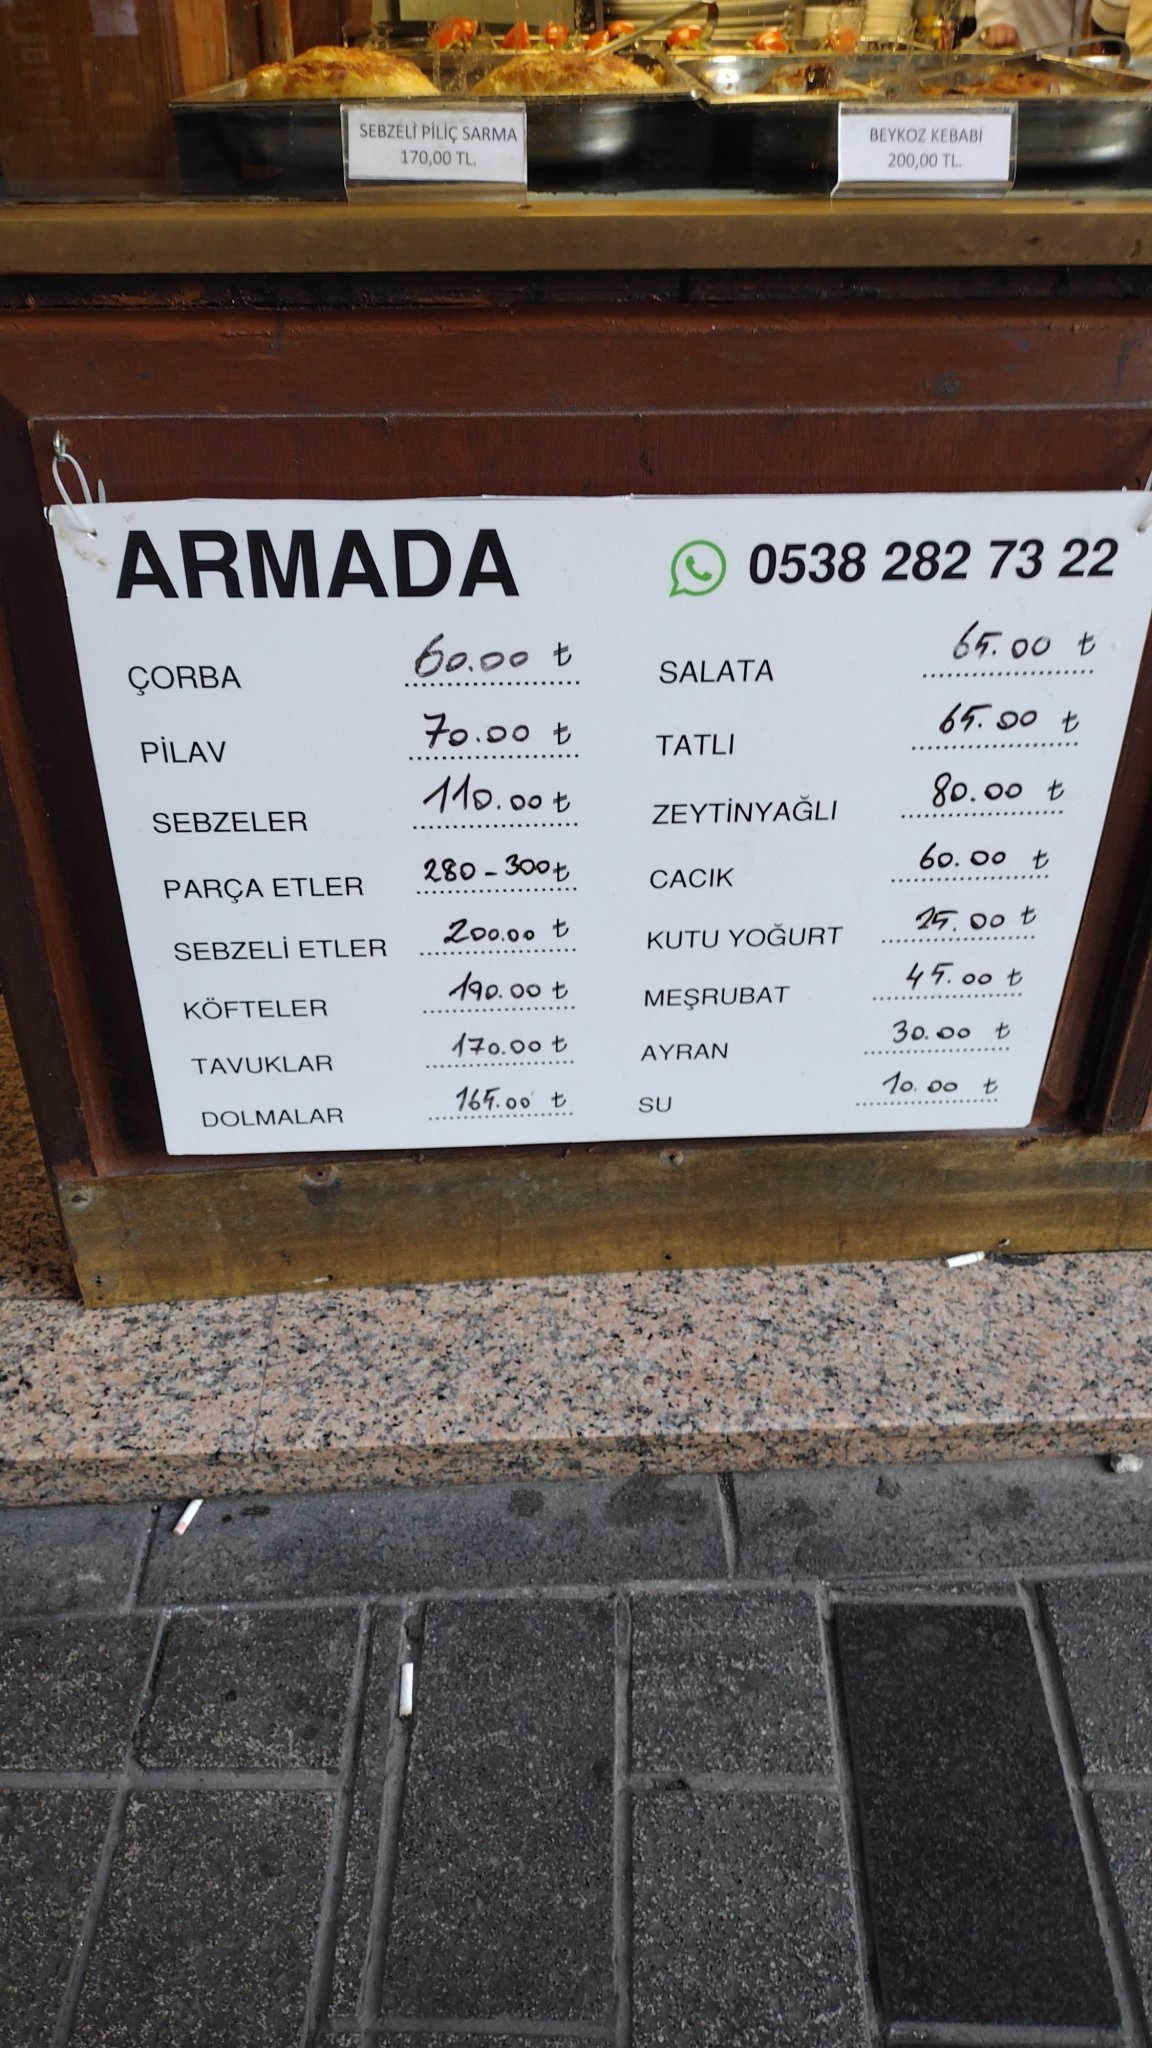 SEBZELİ PİLİÇ SARMA
170,00 TL.
BEYKOZ KEBABI
200,00 TL.
ARMADA
0538 282 73 22
ÇORBA 60.00 ₺
PİLAV 70.00 ₺
SEBZELER 110.00 ₺
PARÇA ETLER 280-300 ₺
SEBZELİ ETLER 200.00 ₺
KÖFTELER 190.00 ₺
TAVUKLAR 170.00 ₺
DOLMALAR 165.00 ₺
SALATA 65.00 ₺
TATLI 65.00 ₺
ZEYTİNYAĞLI 80.00 ₺
CACIK 60.00 ₺
KUTU YOĞURT 25.00 ₺
MEŞRUBAT 45.00 ₺
AYRAN 30.00 ₺
SU 10.00 ₺